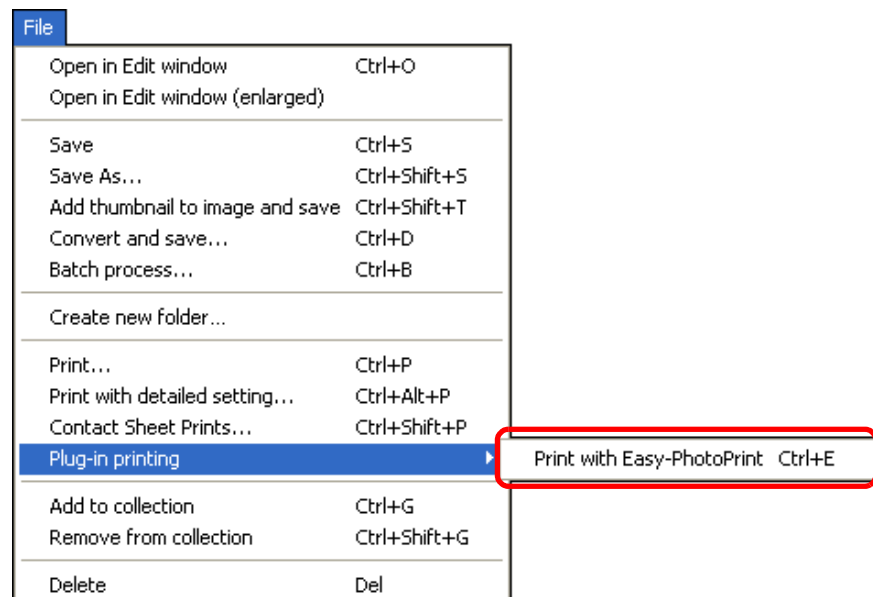 File
Open in Edit window Ctrl+O
Open in Edit window (enlarged)
Save Ctrl+S
Save As... Ctrl+Shift+S
Add thumbnail to image and save Ctrl+Shift+T
Convert and save... Ctrl+D
Batch process... Ctrl+B
Create new folder...
Print... Ctrl+P
Print with detailed setting... Ctrl+Alt+P
Contact Sheet Prints... Ctrl+Shift+P
Plug-in printing Print with Easy-PhotoPrint Ctrl+E
Add to collection Ctrl+G
Remove from collection Ctrl+Shift+G
Delete Del